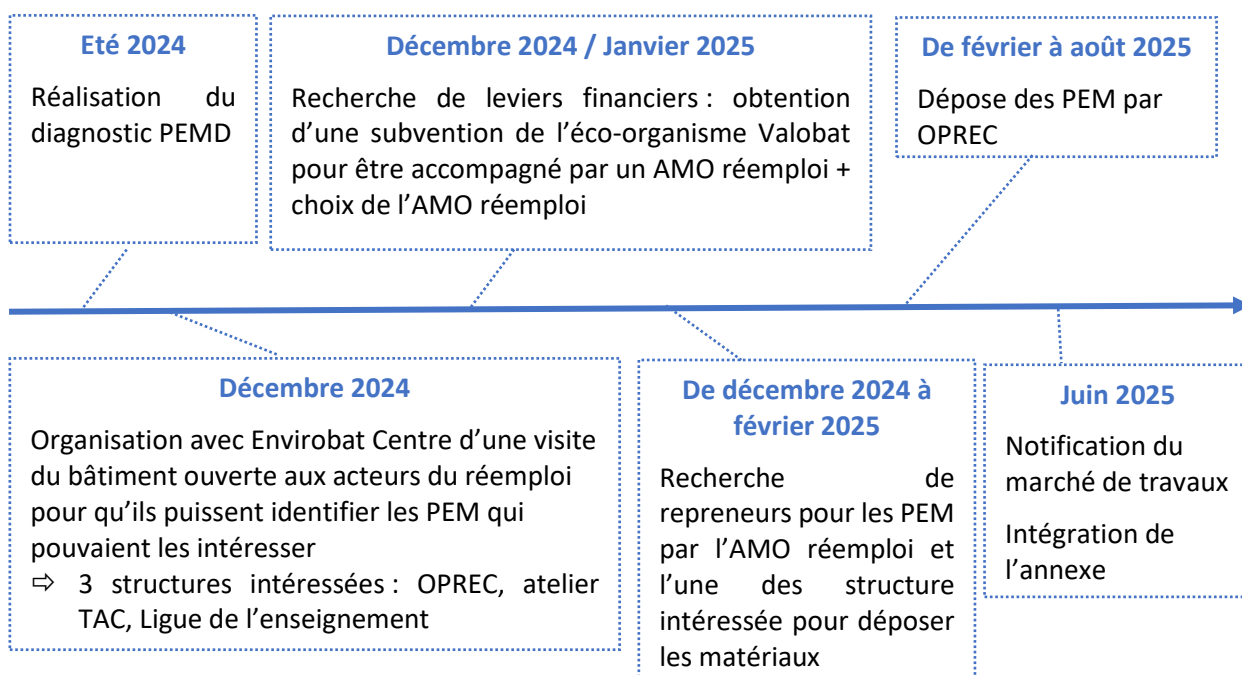 Eté 2024
Réalisation du
diagnostic PEMD
Décembre 2024 / Janvier 2025
Recherche de leviers financiers : obtention
d’une subvention de l’éco-organisme Valobat
pour être accompagné par un AMO réemploi +
choix de l’AMO réemploi
De février à août 2025
Dépose des PEM par
OPREC
Décembre 2024
Organisation avec Envirobat Centre d’une visite
du bâtiment ouverte aux acteurs du réemploi
pour qu’ils puissent identifier les PEM qui
pouvaient les intéresser
⇨ 3 structures intéressées : OPREC, atelier
TAC, Ligue de l’enseignement
De décembre 2024 à
février 2025
Recherche de
repreneurs pour les PEM
par l’AMO réemploi et
l’une des structure
intéressée pour déposer
les matériaux
Juin 2025
Notification du
marché de travaux
Intégration de
l’annexe